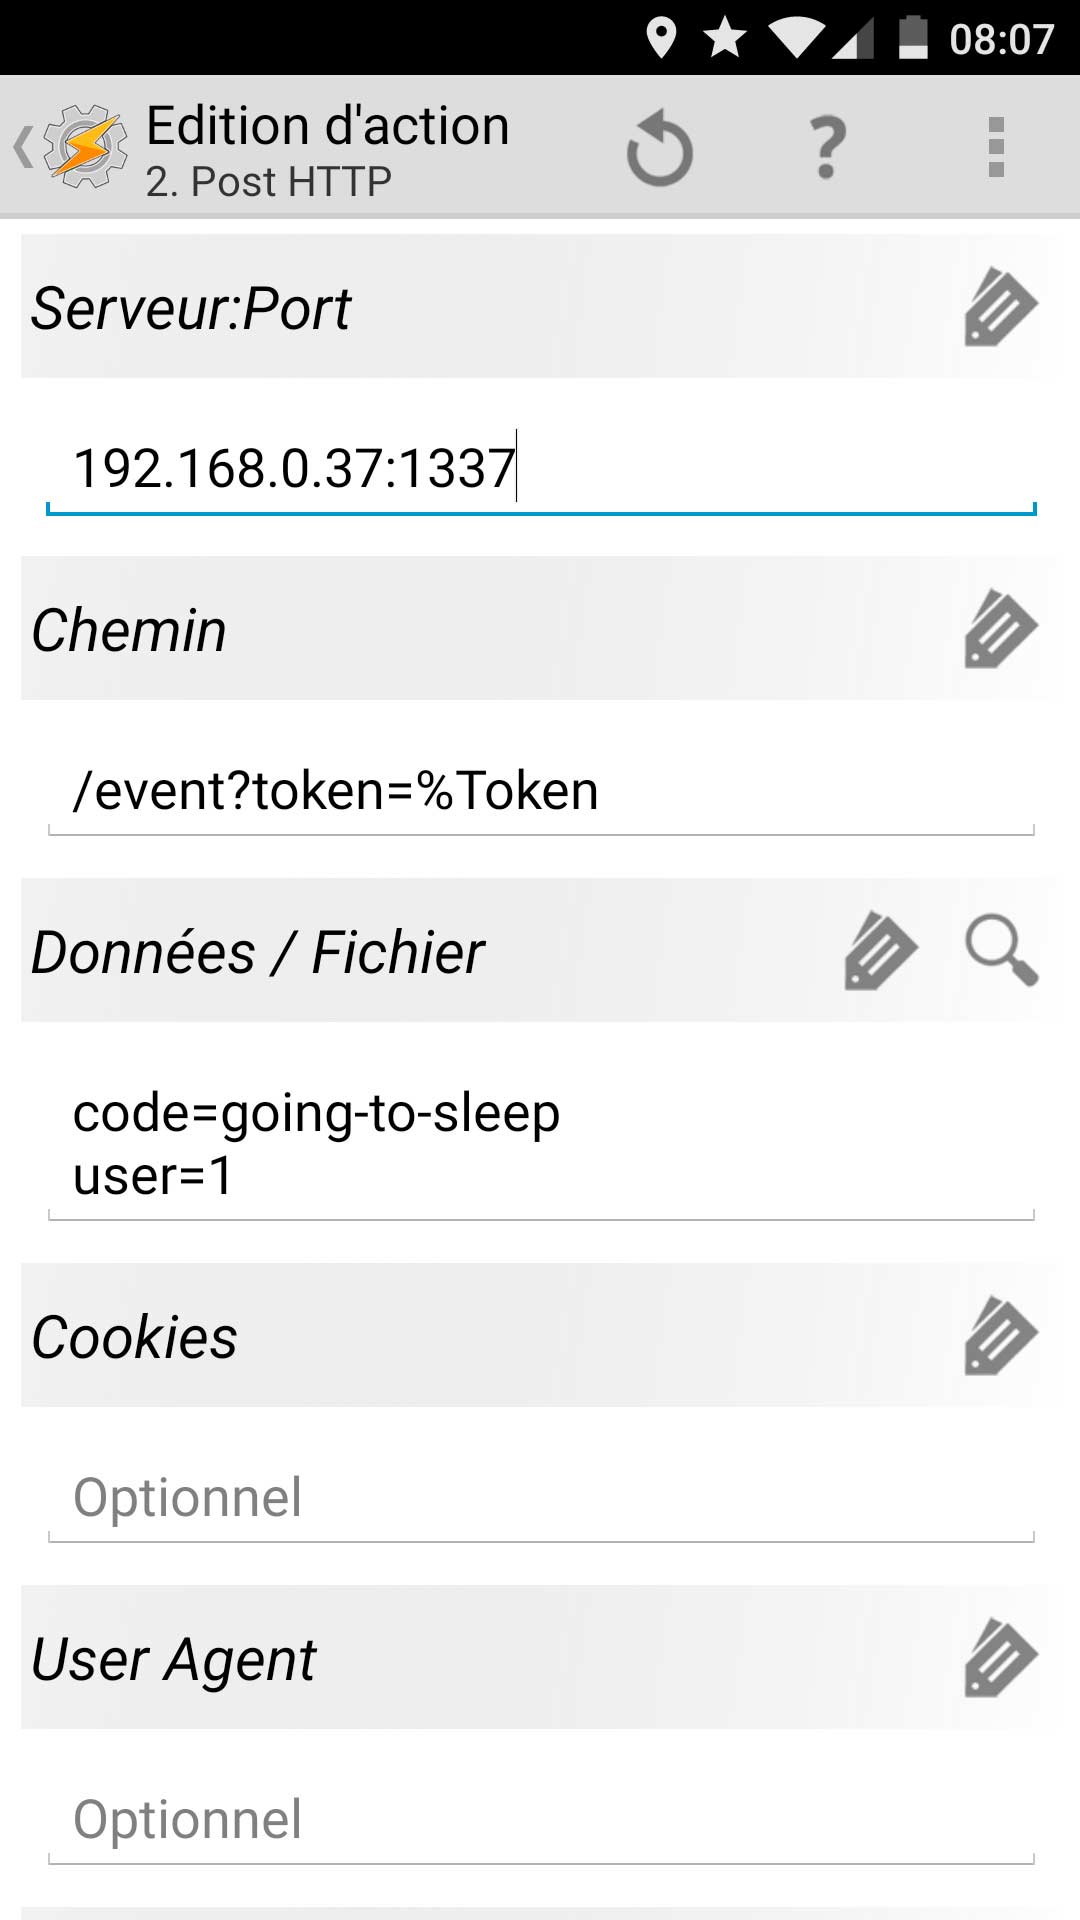 08:07
Edition d'action
2. Post HTTP
Serveur:Port
192.168.0.37:1337
Chemin
/event?token=%Token
Données / Fichier
code=going-to-sleep
user=1
Cookies
Optionnel
User Agent
Optionnel